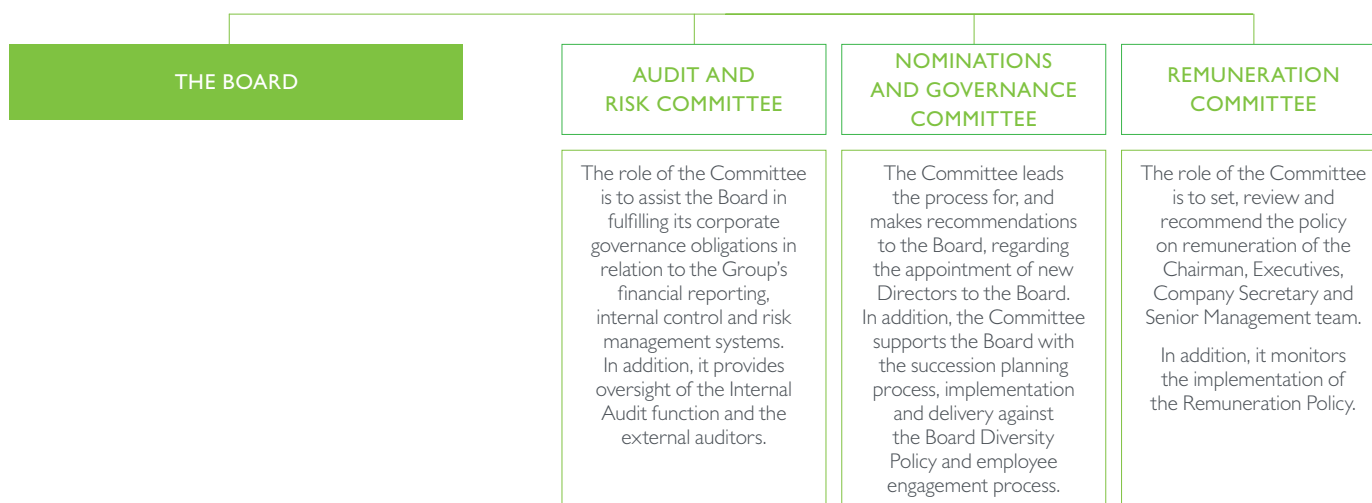 THE BOARD
AUDIT AND
RISK COMMITTEE
The role of the Committee
is to assist the Board in
fulfilling its corporate
governance obligations in
relation to the Group's
financial reporting,
internal control and risk
management systems.
In addition, it provides
oversight of the Internal
Audit function and the
external auditors.
NOMINATIONS
AND GOVERNANCE
COMMITTEE
The Committee leads
the process for, and
makes recommendations
to the Board, regarding
the appointment of new
Directors to the Board.
In addition, the Committee
supports the Board with
the succession planning
process, implementation
and delivery against
the Board Diversity
Policy and employee
engagement process.
REMUNERATION
COMMITTEE
The role of the Committee
is to set, review and
recommend the policy
on remuneration of the
Chairman, Executives,
Company Secretary and
Senior Management team.
In addition, it monitors
the implementation of
the Remuneration Policy.